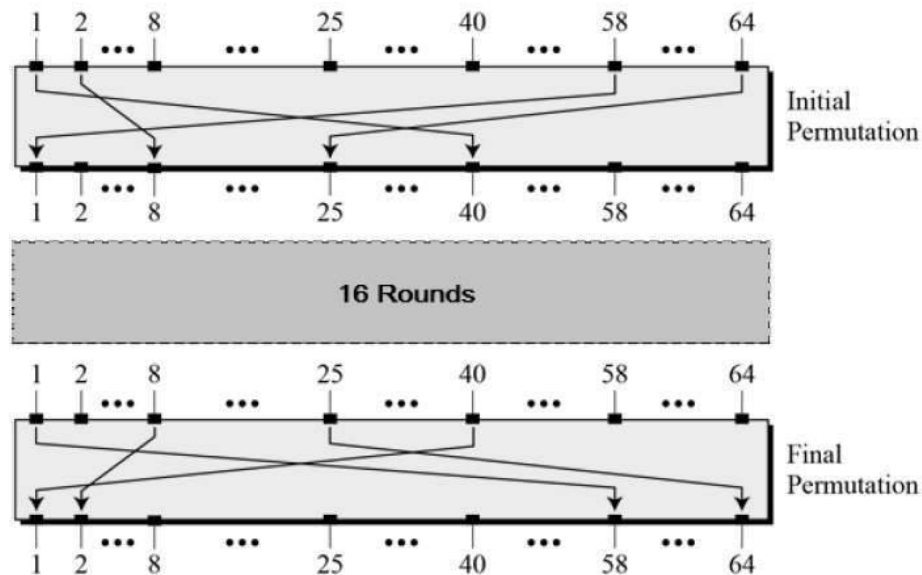 1 2 ••• 8 ••• 25 ••• 40 ••• 58 ••• 64
Initial
Permutation
••• ••• ••• ••• •••
1 2 8 25 40 58 64
16 Rounds
1 2 ••• 8 ••• 25 ••• 40 ••• 58 ••• 64
Final
Permutation
1 2 ••• 8 ••• 25 ••• 40 ••• 58 ••• 64